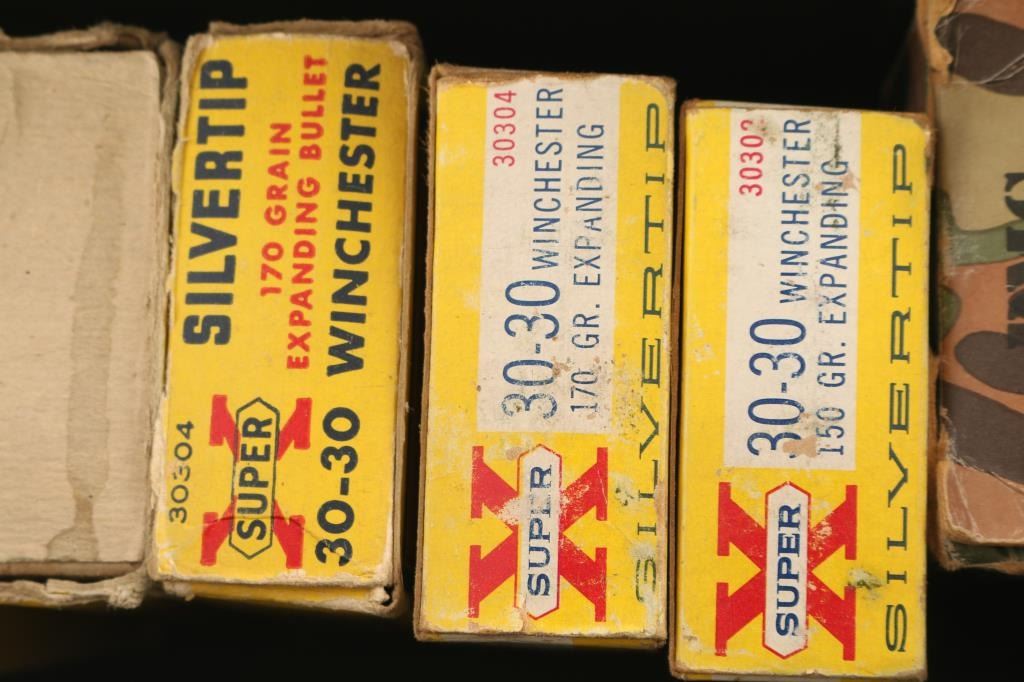 SILVERTIP
170 GRAIN
EXPANDING BULLET
30304
SUPER
X
30-30 WINCHESTER
30304
30-30 WINCHESTER
170 GR. EXPANDING
SUPER
X
SILVERTIP
30302
30-30 WINCHESTER
150 GR. EXPANDING
SUPER
X
SILVERTIP